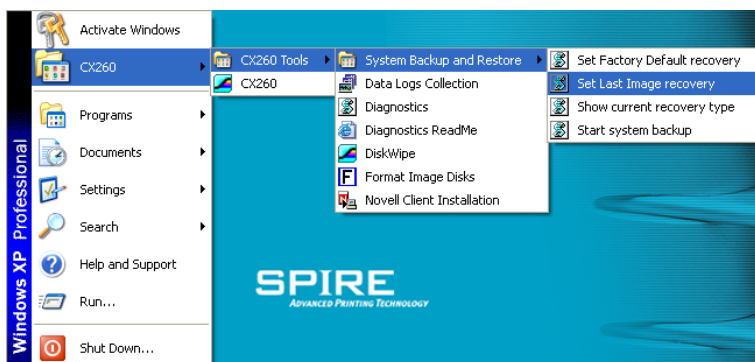 Activate Windows
CX260
Programs
Documents
Settings
Search
Help and Support
Run...
Shut Down...
Windows XP Professional
CX260 Tools
CX260
System Backup and Restore
Data Logs Collection
Diagnostics
Diagnostics ReadMe
DiskWipe
Format Image Disks
Novell Client Installation
Set Factory Default recovery
Set Last Image recovery
Show current recovery type
Start system backup
SPIRE
ADVANCED PRINTING TECHNOLOGY